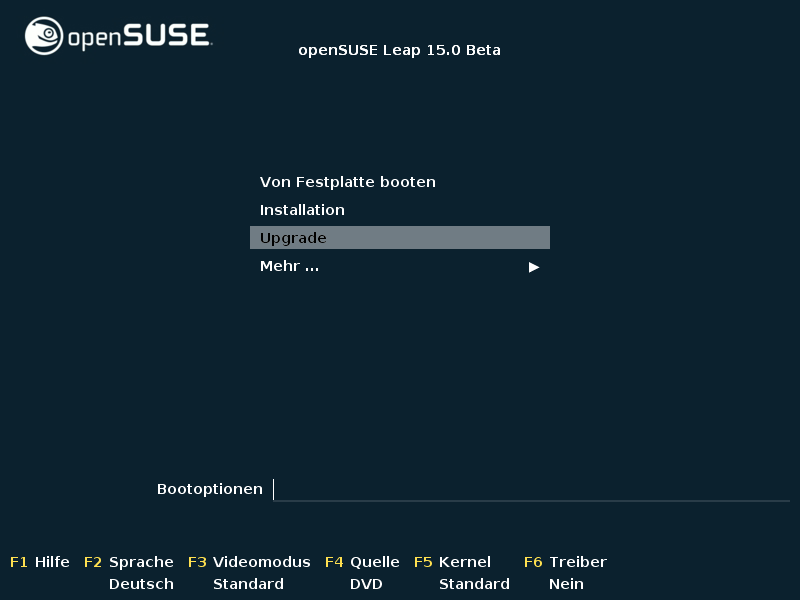 openSUSE.
openSUSE Leap 15.0 Beta
Von Festplatte booten
Installation
Upgrade
Mehr ... ▶
Bootoptionen
F1 Hilfe F2 Sprache F3 Videomodus F4 Quelle F5 Kernel F6 Treiber
Deutsch Standard DVD Standard Nein